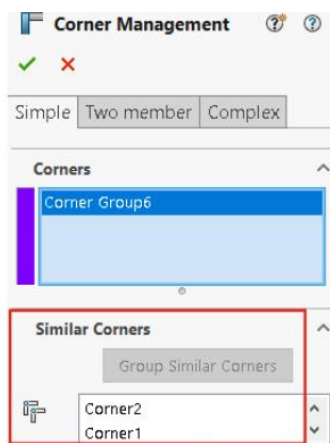 Corner Management
Simple Two member Complex
Corners
Corner Group6
Similar Corners
Group Similar Corners
Corner2
Corner1